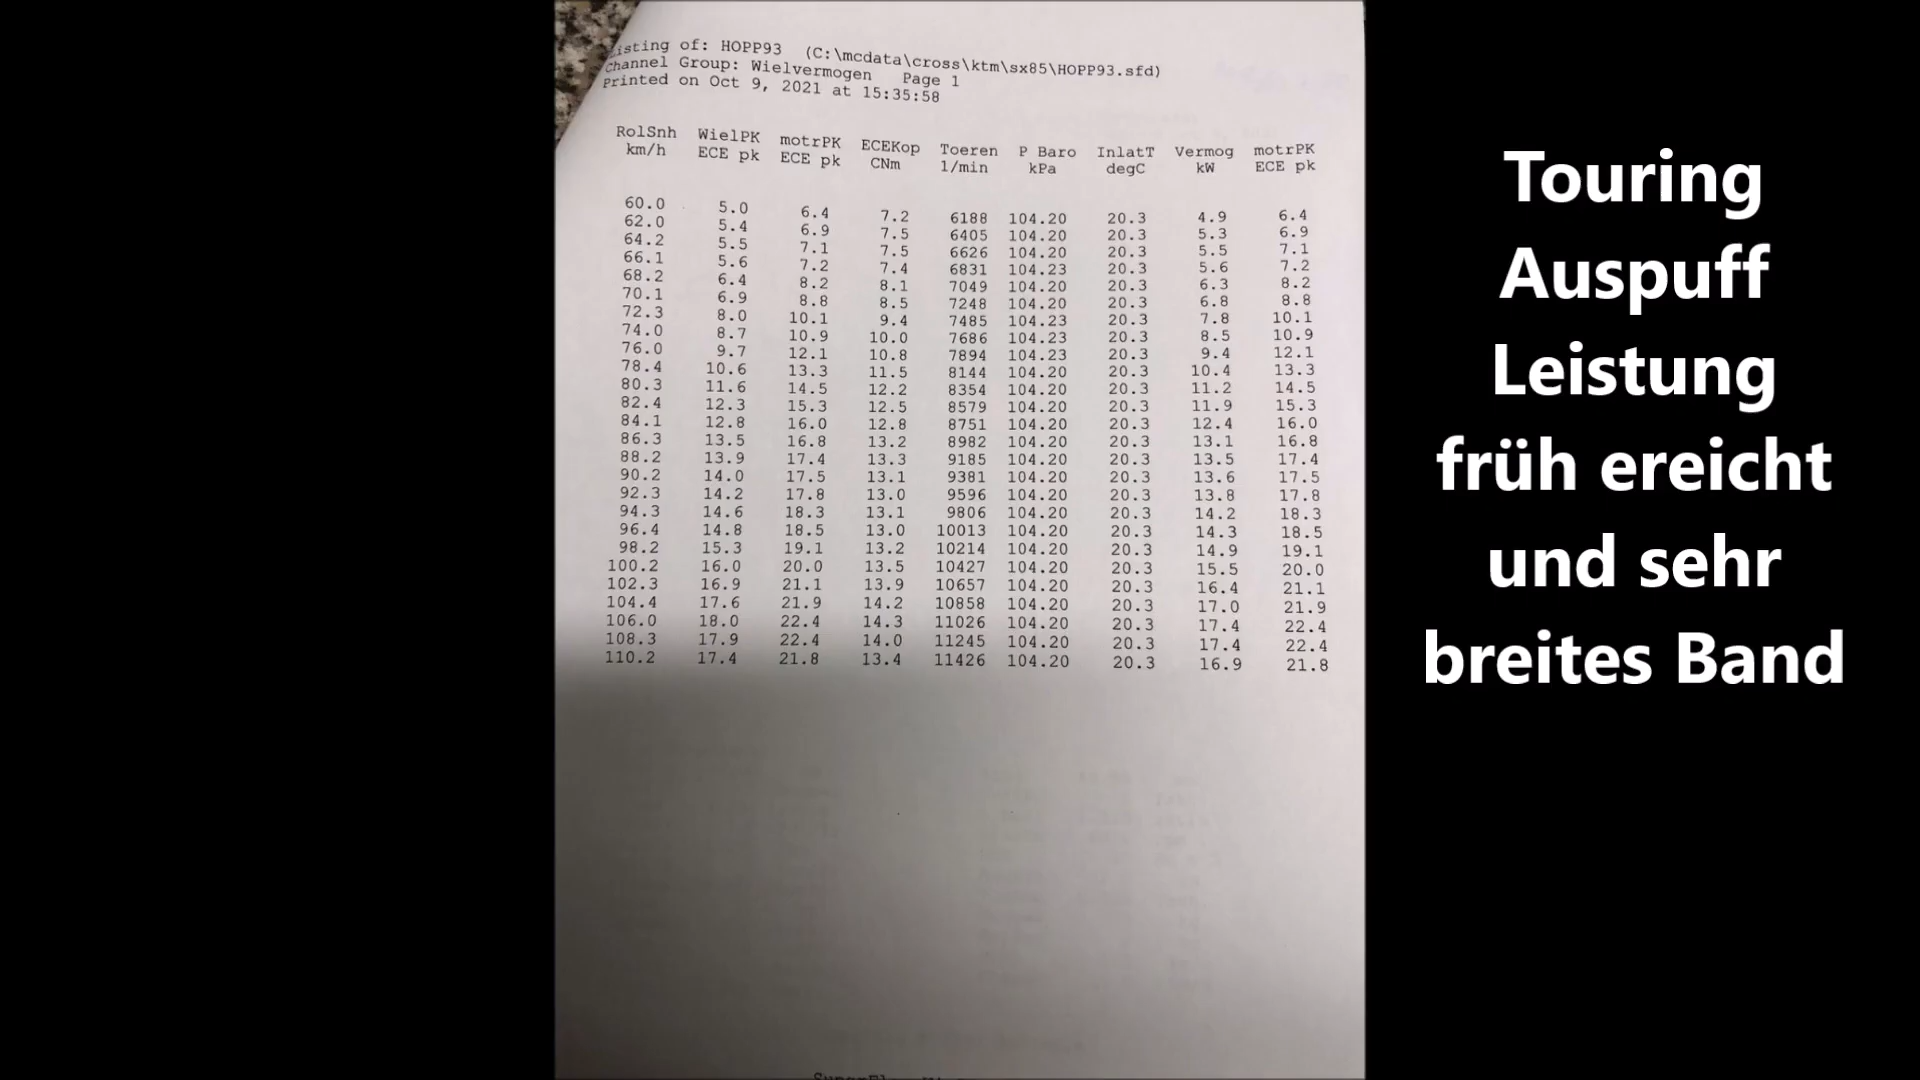 isting of: HOPP93 (C:\mcdata\cross\ktm\sx85\HOPP93.sfd)
Channel Group: Wielvermogen Page 1
Printed on Oct 9, 2021 at 15:35:58
RolSnh WielPK motrPK ECEKop Toeren P Baro InlatT Vermog motrPK
km/h ECE pk ECE pk CNm 1/min kPa degC kW ECE pk
60.0 5.0 6.4 7.2 6188 104.20 20.3 4.9 6.4
62.0 5.4 6.9 7.5 6405 104.20 20.3 5.3 6.9
64.2 5.5 7.1 7.5 6626 104.20 20.3 5.5 7.1
66.1 5.6 7.2 7.4 6831 104.23 20.3 5.6 7.2
68.2 6.4 8.2 8.1 7049 104.20 20.3 6.3 8.2
70.1 6.9 8.8 8.5 7248 104.20 20.3 6.8 8.8
72.3 8.0 10.1 9.4 7485 104.23 20.3 7.8 10.1
74.0 8.7 10.9 10.0 7686 104.23 20.3 8.5 10.9
76.0 9.7 12.1 10.8 7894 104.23 20.3 9.4 12.1
78.4 10.6 13.3 11.5 8144 104.20 20.3 10.4 13.3
80.3 11.6 14.5 12.2 8354 104.20 20.3 11.2 14.5
82.4 12.3 15.3 12.5 8579 104.20 20.3 11.9 15.3
84.1 12.8 16.0 12.8 8751 104.20 20.3 12.4 16.0
86.3 13.5 16.8 13.2 8982 104.20 20.3 13.1 16.8
88.2 13.9 17.4 13.3 9185 104.20 20.3 13.5 17.4
90.2 14.0 17.5 13.1 9381 104.20 20.3 13.6 17.5
92.3 14.2 17.8 13.0 9596 104.20 20.3 13.8 17.8
94.3 14.6 18.3 13.1 9806 104.20 20.3 14.2 18.3
96.4 14.8 18.5 13.0 10013 104.20 20.3 14.3 18.5
98.2 15.3 19.1 13.2 10214 104.20 20.3 14.9 19.1
100.2 16.0 20.0 13.5 10427 104.20 20.3 15.5 20.0
102.3 16.9 21.1 13.9 10657 104.20 20.3 16.4 21.1
104.4 17.6 21.9 14.2 10858 104.20 20.3 17.0 21.9
106.0 18.0 22.4 14.3 11026 104.20 20.3 17.4 22.4
108.3 17.9 22.4 14.0 11245 104.20 20.3 17.4 22.4
110.2 17.4 21.8 13.4 11426 104.20 20.3 16.9 21.8
Touring
Auspuff
Leistung
früh ereicht
und sehr
breites Band